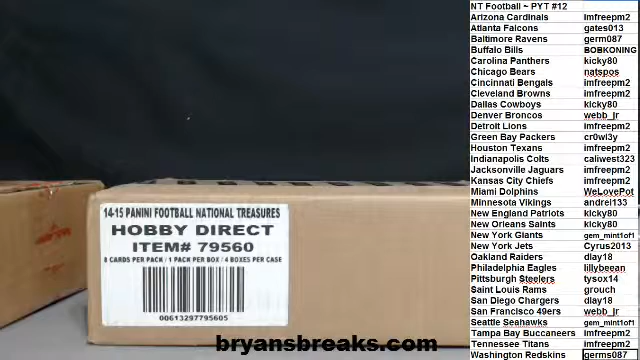 NT Football ~ PYT #12
Arizona Cardinals imfreepm2
Atlanta Falcons gates013
Baltimore Ravens germ087
Buffalo Bills BOBKONING
Carolina Panthers kicky80
Chicago Bears natspos
Cincinnati Bengals imfreepm2
Cleveland Browns imfreepm2
Dallas Cowboys kicky80
Denver Broncos webb_jr
Detroit Lions imfreepm2
Green Bay Packers cr0wl3y
Houston Texans imfreepm2
Indianapolis Colts caliwest323
Jacksonville Jaguars imfreepm2
Kansas City Chiefs imfreepm2
Miami Dolphins WeLovePot
Minnesota Vikings andrei133
New England Patriots kicky80
New Orleans Saints kicky80
New York Giants gem_mint1of1
New York Jets Cyrus2013
Oakland Raiders dlay18
Philadelphia Eagles lillybeean
Pittsburgh Steelers tysox14
Saint Louis Rams grouch
San Diego Chargers dlay18
San Francisco 49ers webb_jr
Seattle Seahawks gem_mint1of1
Tampa Bay Buccaneers imfreepm2
Tennessee Titans imfreepm2
Washington Redskins germs087
14-15 PANINI FOOTBALL NATIONAL TREASURES
HOBBY DIRECT
ITEM# 79560
8 CARDS PER PACK / 1 PACK PER BOX / 4 BOXES PER CASE
00613297795605
bryansbreaks.com